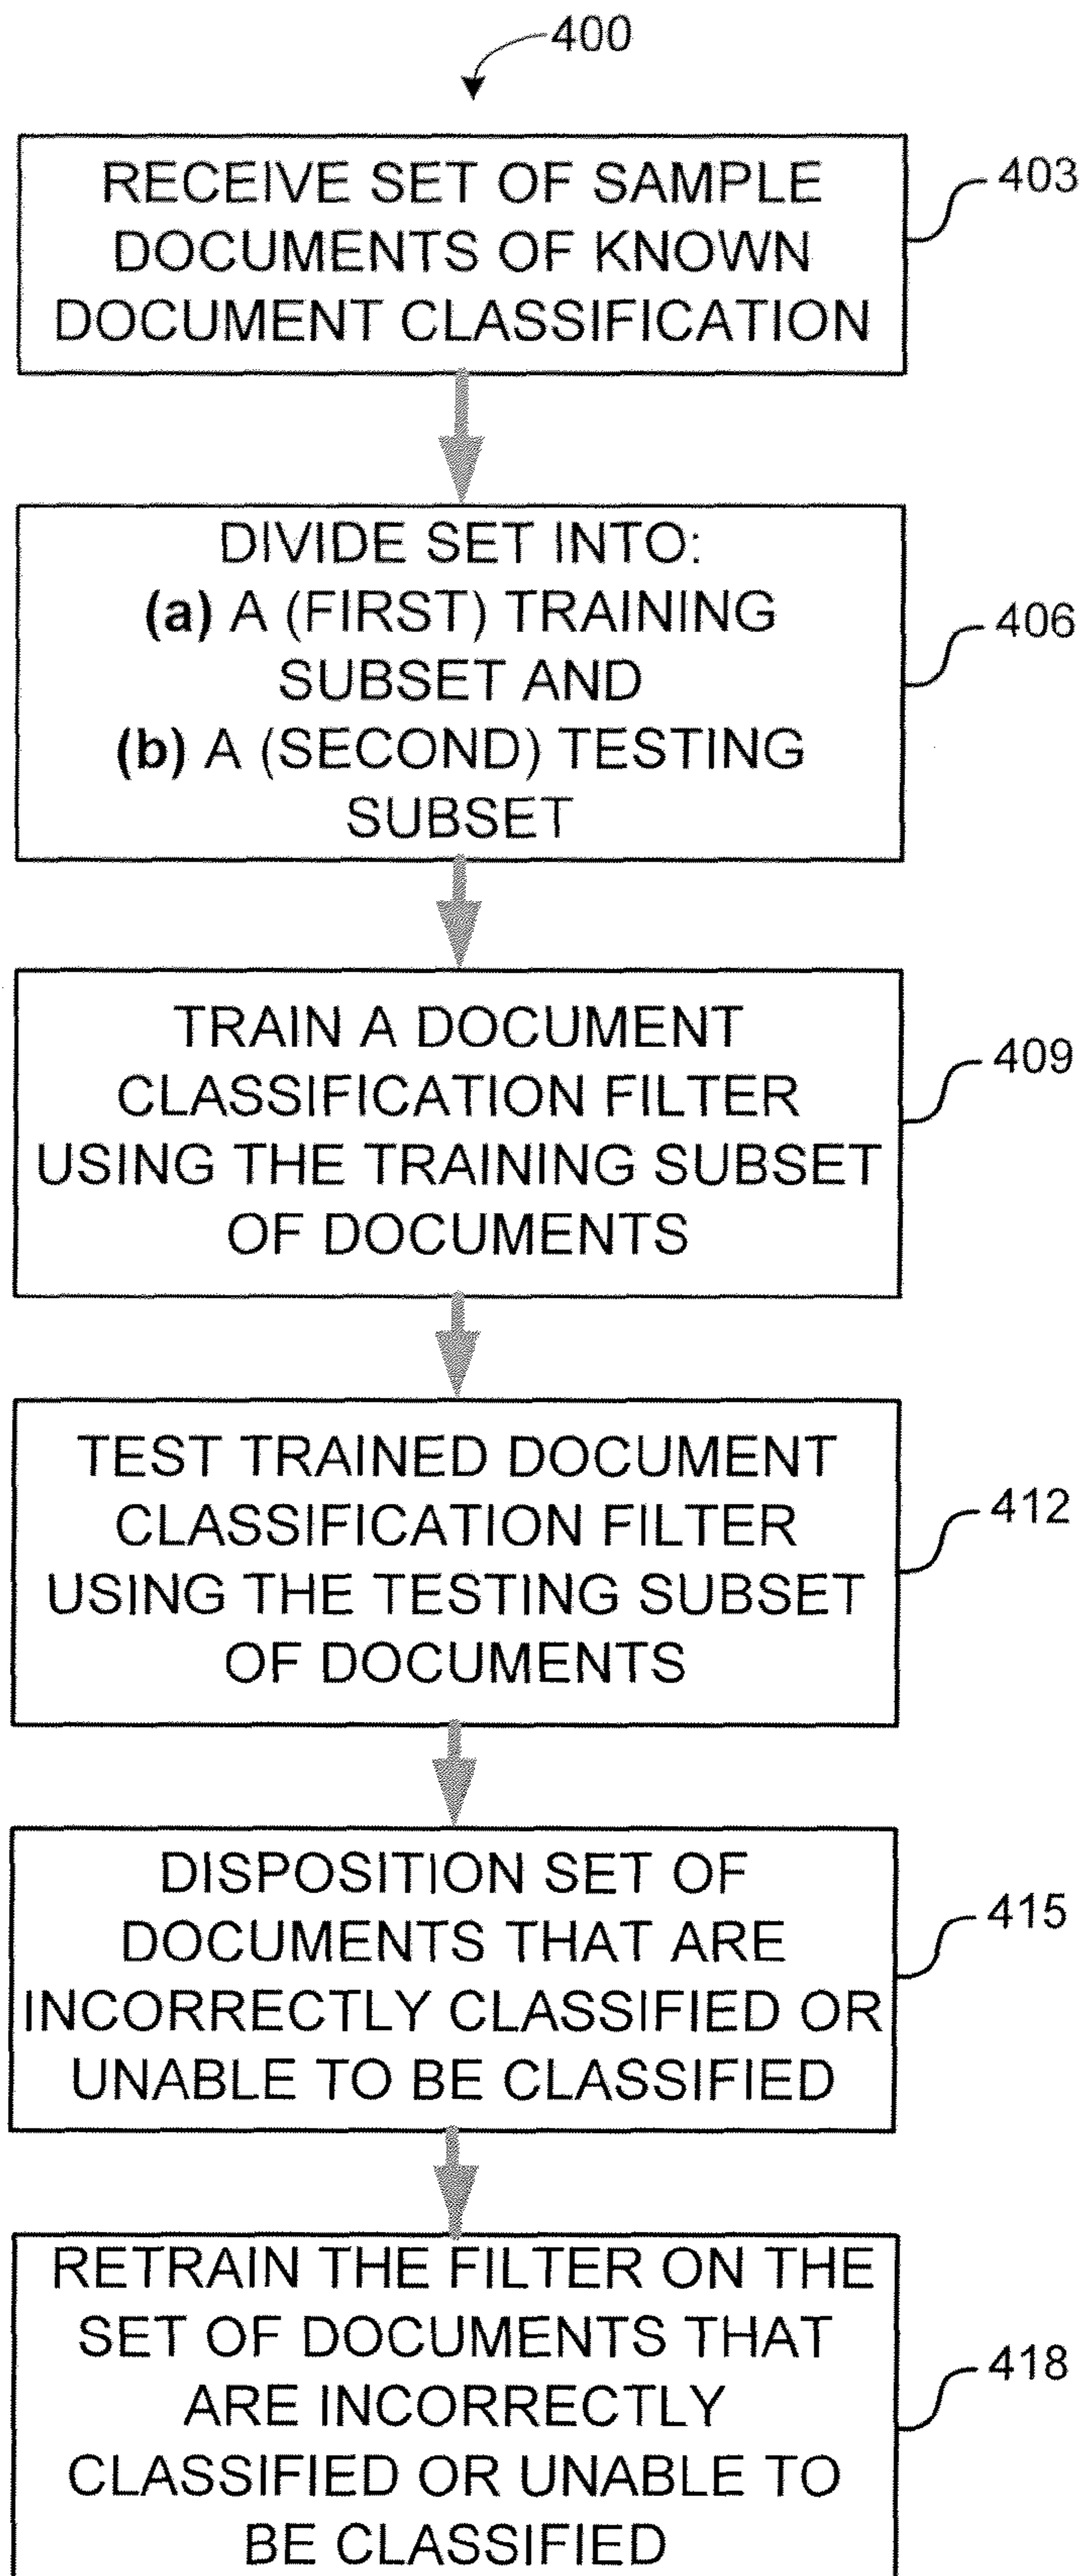 400
RECEIVE SET OF SAMPLE
DOCUMENTS OF KNOWN
DOCUMENT CLASSIFICATION
403
DIVIDE SET INTO:
(a) A (FIRST) TRAINING
SUBSET AND
(b) A (SECOND) TESTING
SUBSET
406
TRAIN A DOCUMENT
CLASSIFICATION FILTER
USING THE TRAINING SUBSET
OF DOCUMENTS
409
TEST TRAINED DOCUMENT
CLASSIFICATION FILTER
USING THE TESTING SUBSET
OF DOCUMENTS
412
DISPOSITION SET OF
DOCUMENTS THAT ARE
INCORRECTLY CLASSIFIED OR
UNABLE TO BE CLASSIFIED
415
RETRAIN THE FILTER ON THE
SET OF DOCUMENTS THAT
ARE INCORRECTLY
CLASSIFIED OR UNABLE TO
BE CLASSIFIED
418